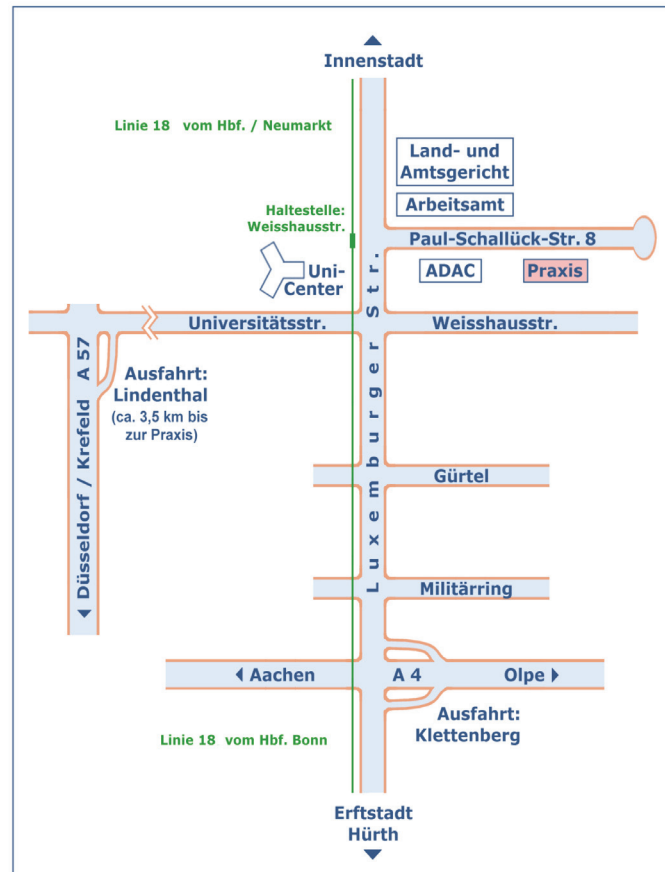 Innenstadt
Linie 18 vom Hbf. / Neumarkt
Land- und
Amtsgericht
Arbeitsamt
Haltestelle:
Weisshausstr.
Paul-Schallück-Str. 8
Uni-
Center
ADAC
Praxis
Universitätsstr.
Weisshausstr.
Luxemburger Str.
Düsseldorf / Krefeld A 57
Ausfahrt:
Lindenthal
(ca. 3,5 km bis
zur Praxis)
Gürtel
Militärring
Aachen
A 4
Olpe
Ausfahrt:
Klettenberg
Linie 18 vom Hbf. Bonn
Erftstadt
Hürth